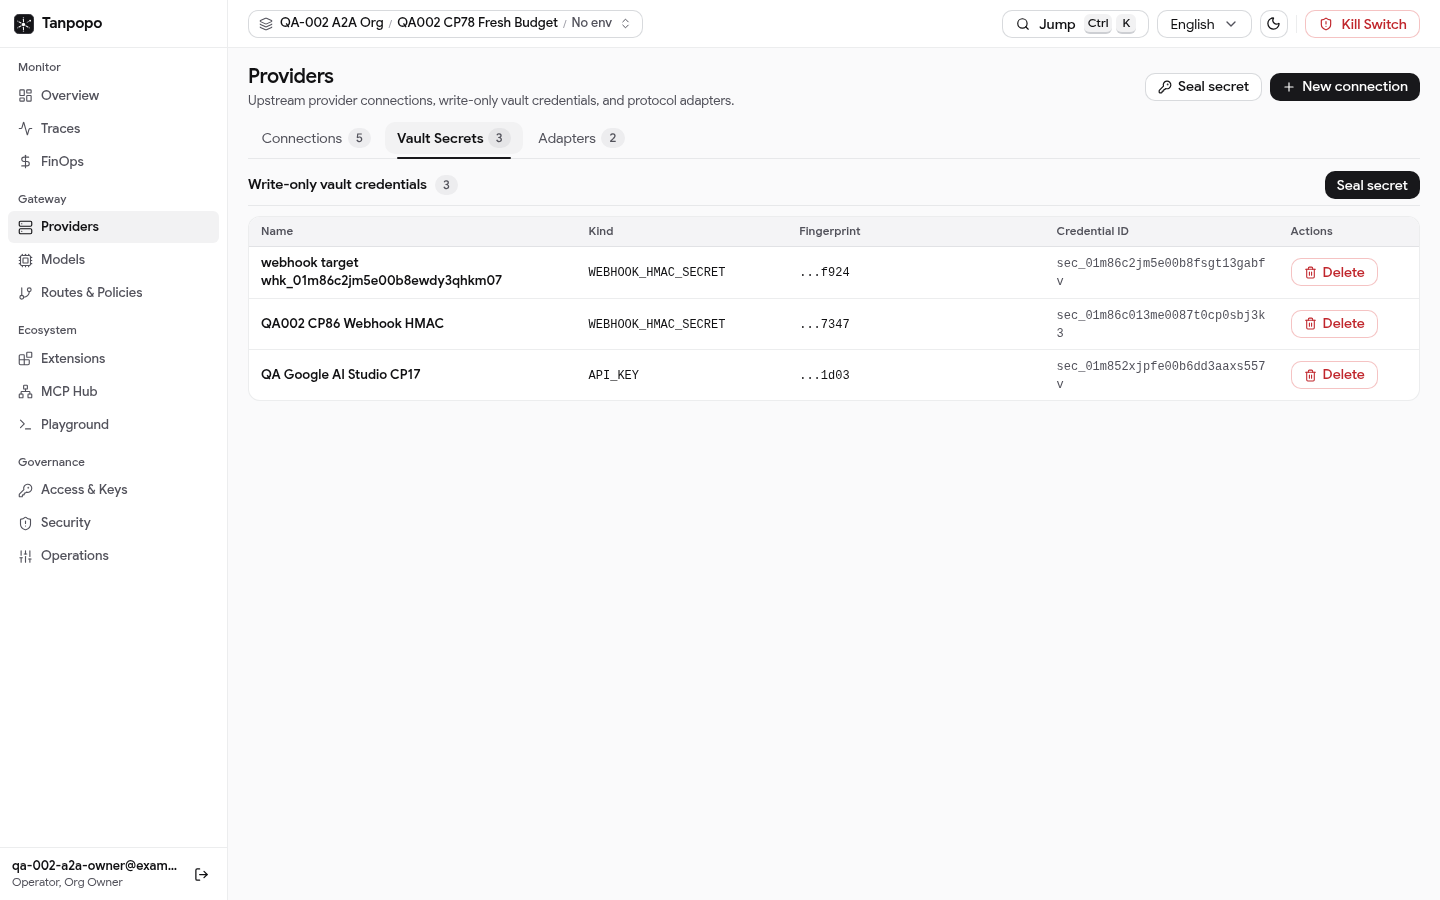 Tanpopo
QA-002 A2A Org / QA002 CP78 Fresh Budget / No env
Jump Ctrl K
English
Kill Switch
Monitor
Overview
Traces
FinOps
Gateway
Providers
Models
Routes & Policies
Ecosystem
Extensions
MCP Hub
Playground
Governance
Access & Keys
Security
Operations
qa-002-a2a-owner@exam...
Operator, Org Owner
Providers
Upstream provider connections, write-only vault credentials, and protocol adapters.
Seal secret
New connection
Connections 5
Vault Secrets 3
Adapters 2
Write-only vault credentials 3
Seal secret
Name Kind Fingerprint Credential ID Actions
webhook target
whk_01m86c2jm5e00b8ewdy3qhkm07
WEBHOOK_HMAC_SECRET
...f924
sec_01m86c2jm5e00b8fsgt13gabf
v
Delete
QA002 CP86 Webhook HMAC
WEBHOOK_HMAC_SECRET
...7347
sec_01m86c013me0087t0cp0sbj3k
3
Delete
QA Google AI Studio CP17
API_KEY
...1d03
sec_01m852xjpfe00b6dd3aaxs557
v
Delete